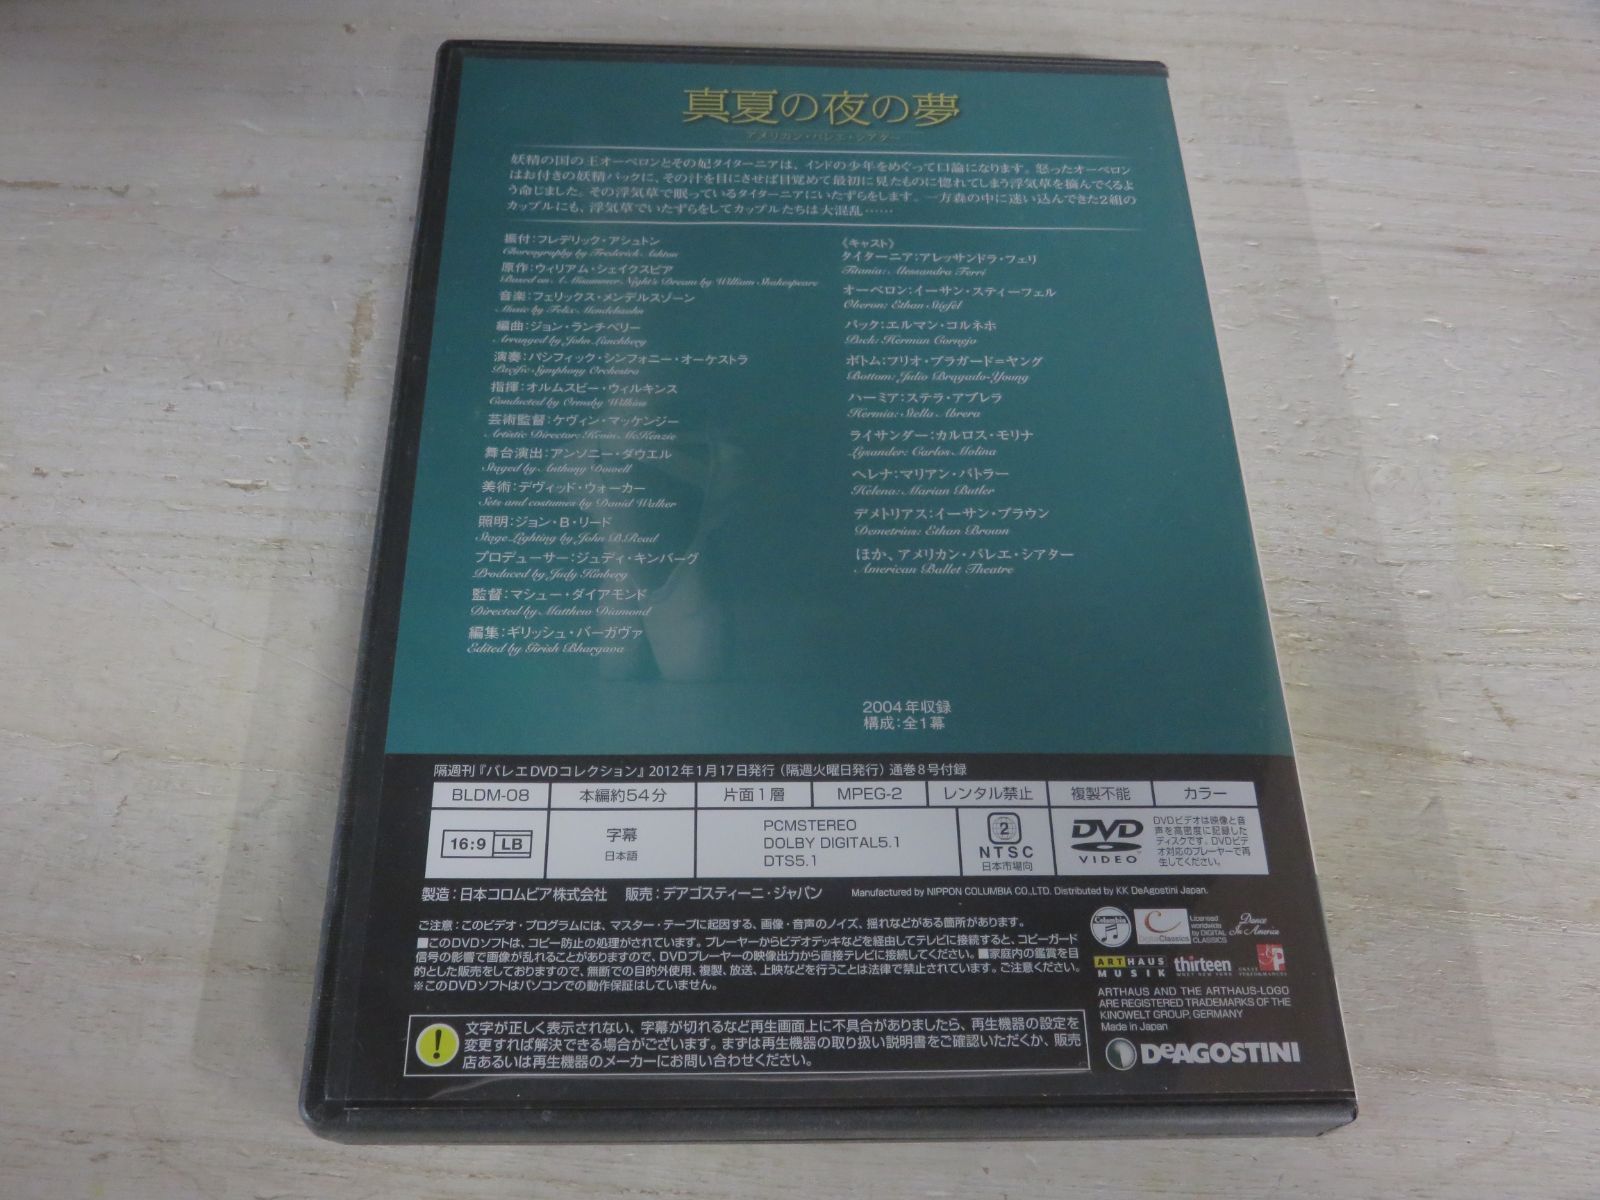 真夏の夜の夢
アメリカン・バレエ・シアター
妖精の国の王オーベロンとその妃タイターニアは、インドの少年をめぐって口論になります。怒ったオーベロン
はお付きの妖精パックに、その汁を目にさせば目覚めて最初に見たものに惚れてしまう浮気草を摘んでくるよ
う命じました。その浮気草で眠っているタイターニアにいたずらをします。一方森の中に迷い込んできた2組の
カップルにも、浮気草でいたずらをしてカップルたちは大混乱……
振付:フレデリック・アシュトン
Choreography by Frederick Ashton
原作:ウィリアム・シェイクスピア
Based on A Misummer Night's Dream by William Shakespeare
音楽:フェリックス・メンデルスゾーン
Music by Felix Mendelssohn
編曲:ジョン・ランチベリー
Arranged by John Lanchbery
演奏:パシフィック・シンフォニー・オーケストラ
Pacific Symphony Orchestra
指揮:オルムスビー・ウィルキンス
Conducted by Ormsby Wilkins
芸術監督:ケヴィン・マッケンジー
Artistic Director: Kevin McKenzie
舞台演出:アンソニー・ダウエル
Staged by Anthony Dowell
美術:デヴィッド・ウォーカー
Sets and costumes by David Walker
照明:ジョン・B・リード
Stage Lighting by John B.Read
プロデューサー:ジュディ・キンバーグ
Produced by Judy Kinberg
監督:マシュー・ダイアモンド
Directed by Matthew Diamond
編集:ギリッシュ・バーガヴァ
Edited by Girish Bhargava
《キャスト》
タイターニア:アレッサンドラ・フェリ
Titania: Alessandra Ferri
オーベロン:イーサン・スティーフェル
Oberon: Ethan Stiefel
パック:エルマン・コルネホ
Puck: Herman Cornejo
ボトム:フリオ・ブラガード=ヤング
Bottom: Julio Bragado-Young
ハーミア:ステラ・アブレラ
Hermia: Stella Abrera
ライサンダー:カルロス・モリナ
Lysander: Carlos Molina
ヘレナ:マリアン・バトラー
Helena: Marian Butler
デメトリアス:イーサン・ブラウン
Demetrius: Ethan Brown
ほか、アメリカン・バレエ・シアター
American Ballet Theatre
2004年収録
構成:全1幕
隔週刊『バレエDVDコレクション』2012年1月17日発行(隔週火曜日発行)通巻8号付録
BLDM-08 本編約54分 片面1層 MPEG-2 レンタル禁止 複製不能 カラー
16:9 LB
字幕
日本語
PCMSTEREO
DOLBY DIGITAL5.1
DTS5.1
2
NTSC
日本市場向
DVD
VIDEO
DVDビデオは映像と音
声を高密度に記録した
ディスクです。DVDビデ
オ対応のプレーヤーで再
生してください。
製造:日本コロムビア株式会社 販売:デアゴスティーニ・ジャパン Manufactured by NIPPON COLUMBIA CO.,LTD. Distributed by KK DeAgostini Japan.
ご注意:このビデオ・プログラムには、マスター・テープに起因する、画像・音声のノイズ、揺れなどがある箇所があります。
■このDVDソフトは、コピー防止の処理がされています。プレーヤーからビデオデッキなどを経由してテレビに接続すると、コピーガード
信号の影響で画像が乱れることがありますので、DVDプレーヤーの映像出力から直接テレビに接続してください。■家庭内の鑑賞を目
的とした販売をしておりますので、無断での目的外使用、複製、放送、上映などを行うことは法律で禁止されています。ご注意ください。
※このDVDソフトはパソコンでの動作保証はしていません。
Columbia
DigitalClassics
Licensed
worldwide
by DIGITAL
CLASSICS
Dance
In America
ARTHAUS
MUSIK
thirteen
WNET NEW YORK
GREAT
PERFORMANCES
ARTHAUS AND THE ARTHAUS-LOGO
ARE REGISTERED TRADEMARKS OF THE
KINOWELT GROUP, GERMANY
Made in Japan
文字が正しく表示されない、字幕が切れるなど再生画面上に不具合がありましたら、再生機器の設定を
変更すれば解決できる場合がございます。まずは再生機器の取り扱い説明書をご確認いただくか、販売
店あるいは再生機器のメーカーにお問い合わせください。
DEAGOSTINI